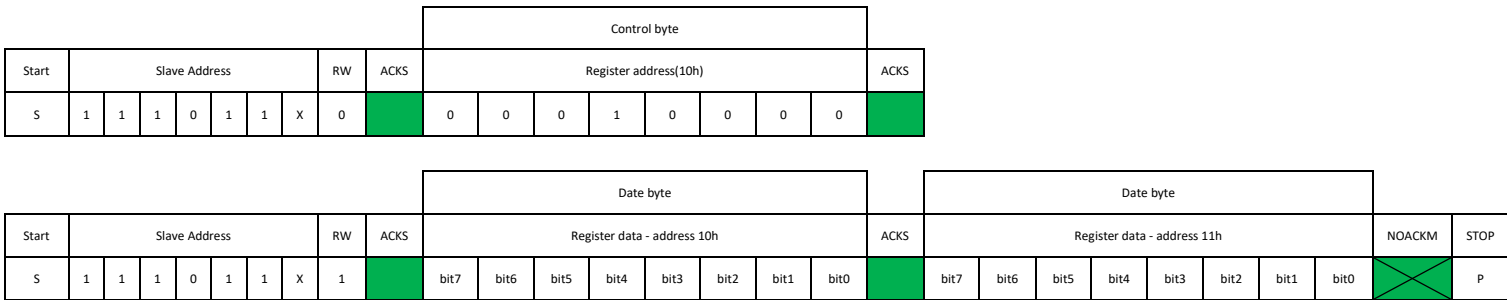 Control byte
Start Slave Address RW ACKS Register address(10h) ACKS
S 1 1 1 0 1 1 X 0 0 0 0 1 0 0 0 0
Date byte Date byte
Start Slave Address RW ACKS Register data - address 10h ACKS Register data - address 11h NOACKM STOP
S 1 1 1 0 1 1 X 1 bit7 bit6 bit5 bit4 bit3 bit2 bit1 bit0 bit7 bit6 bit5 bit4 bit3 bit2 bit1 bit0 P